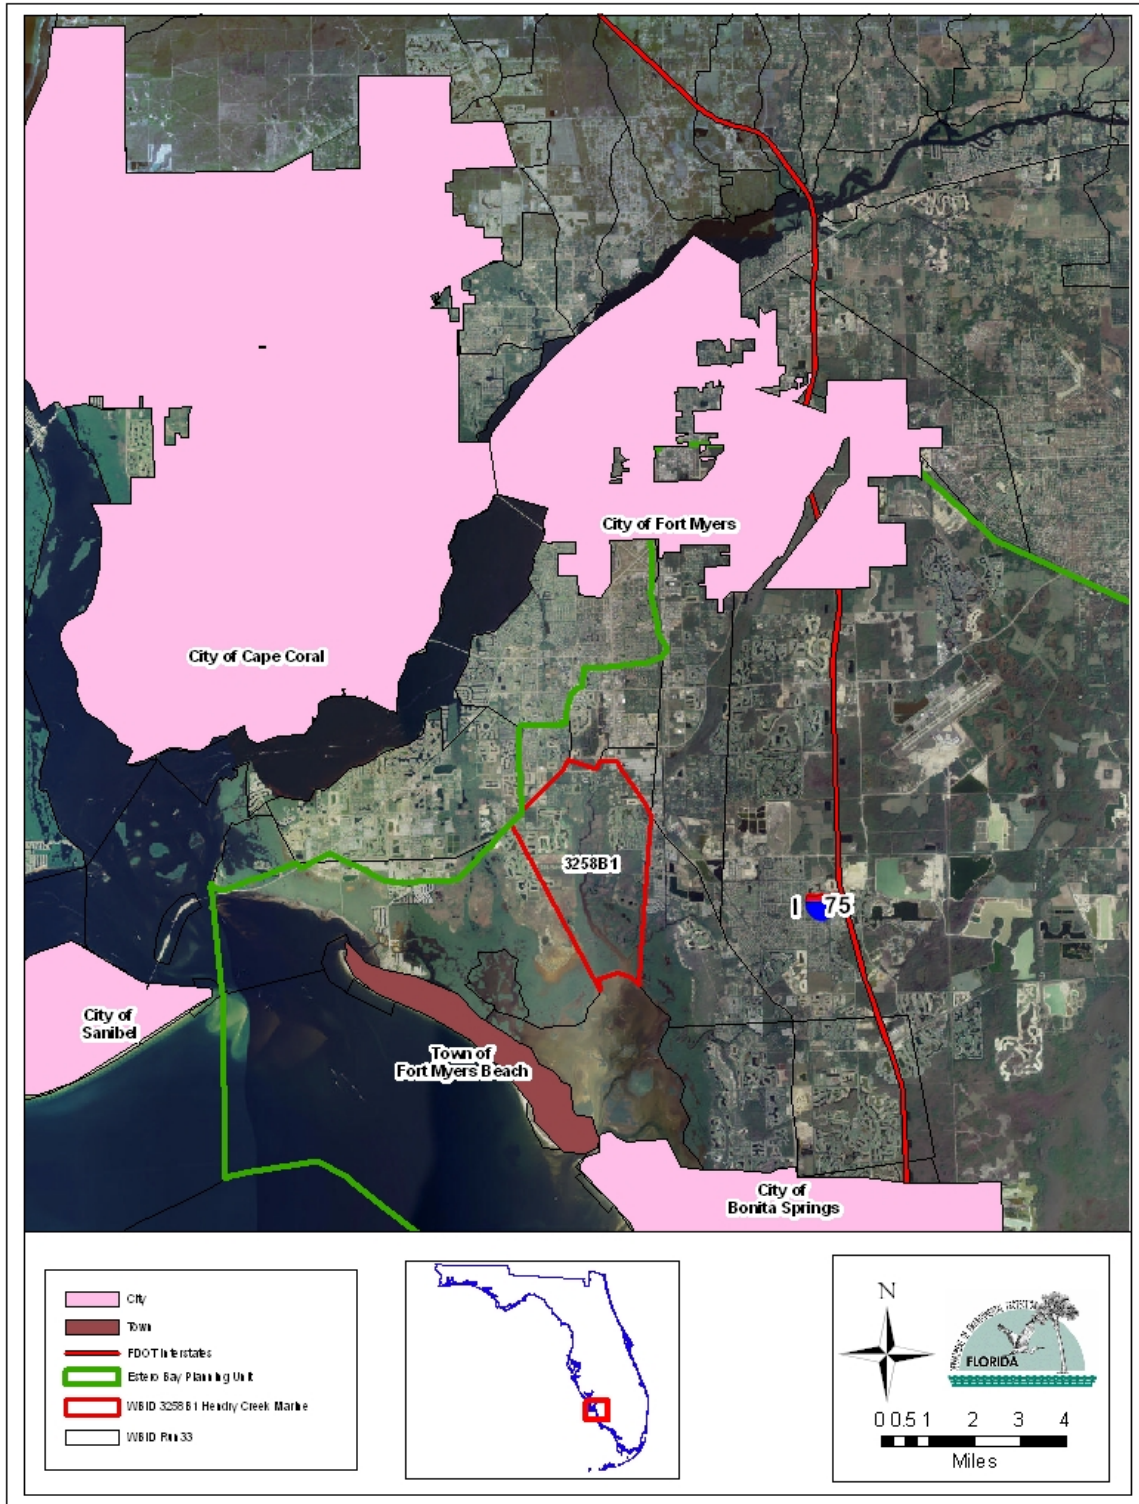 City of Fort Myers
City of Cape Coral
3258B1
I 75
City of
Sanibel
Town of
Fort Myers Beach
City of
Bonita Springs
City
Town
FDOT Interstates
Estero Bay Planning Unit
WBID 3258B1 Hendry Creek Marine
WBID Run 33
N
FLORIDA
0 0.5 1 2 3 4
Miles